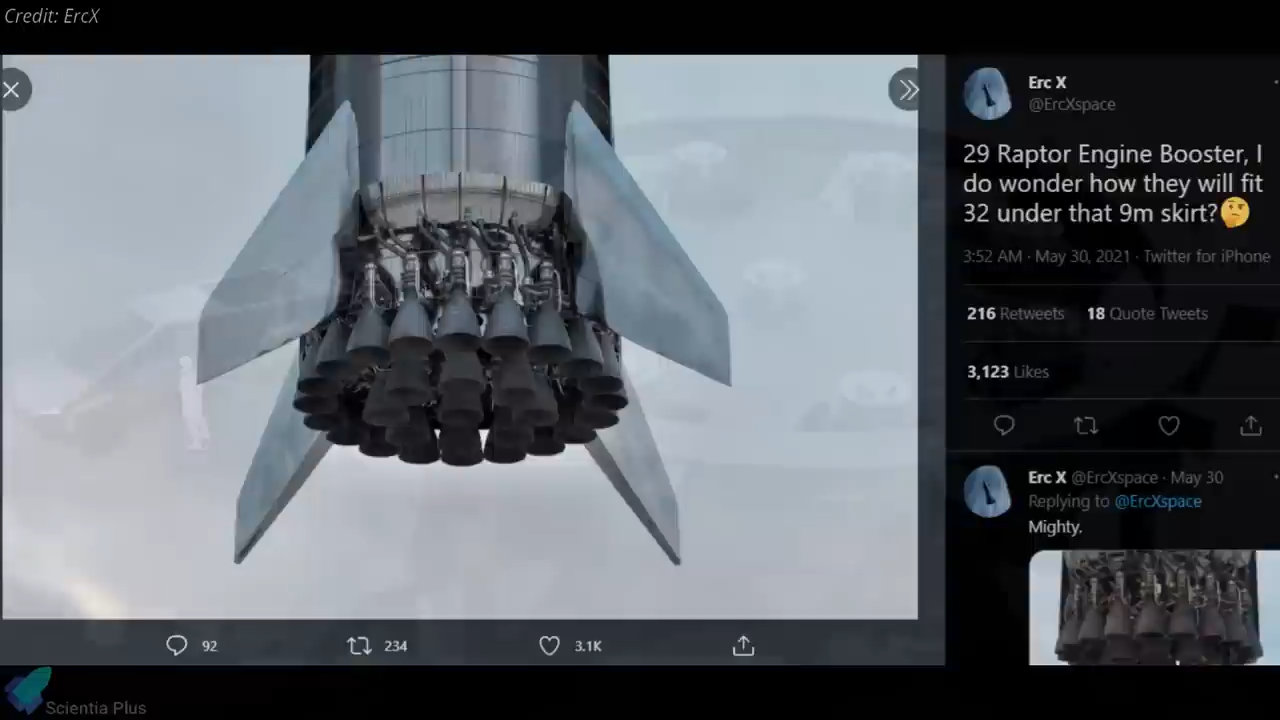 Credit: ErcX
Erc X
@ErcXspace
29 Raptor Engine Booster, I
do wonder how they will fit
32 under that 9m skirt?🤔
3:52 AM · May 30, 2021 · Twitter for iPhone
216 Retweets 18 Quote Tweets
3,123 Likes
Erc X @ErcXspace · May 30
Replying to @ErcXspace
Mighty.
92 234 3.1K
Scientia Plus